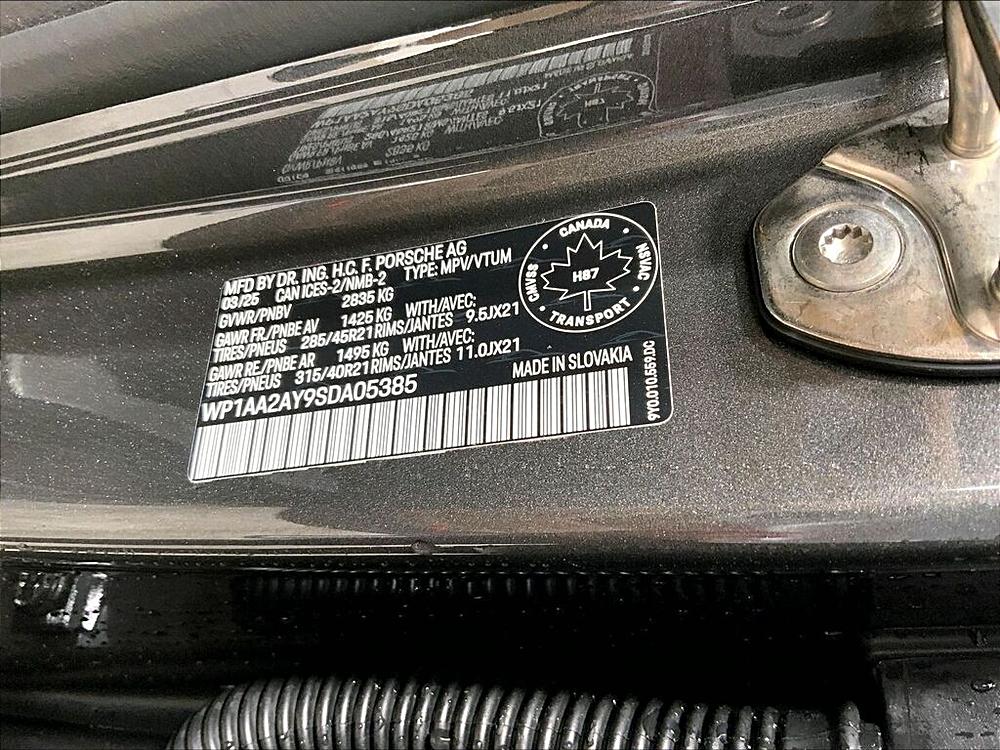 MFD BY DR. ING. H.C. F. PORSCHE AG
03/25 CAN ICES-2/NMB-2 TYPE: MPV/VTUM
GVWR/PNBV 2835 KG
GAWR FR./PNBE AV 1425 KG WITH/AVEC:
TIRES/PNEUS 285/45R21 RIMS/JANTES 9.5JX21
GAWR RE./PNBE AR 1495 KG WITH/AVEC:
TIRES/PNEUS 315/40R21 RIMS/JANTES 11.0JX21
MADE IN SLOVAKIA
WP1AA2AY9SDA05385
CANADA
CMVSS
H87
NSVAC
TRANSPORT
9Y0.010.559.DC